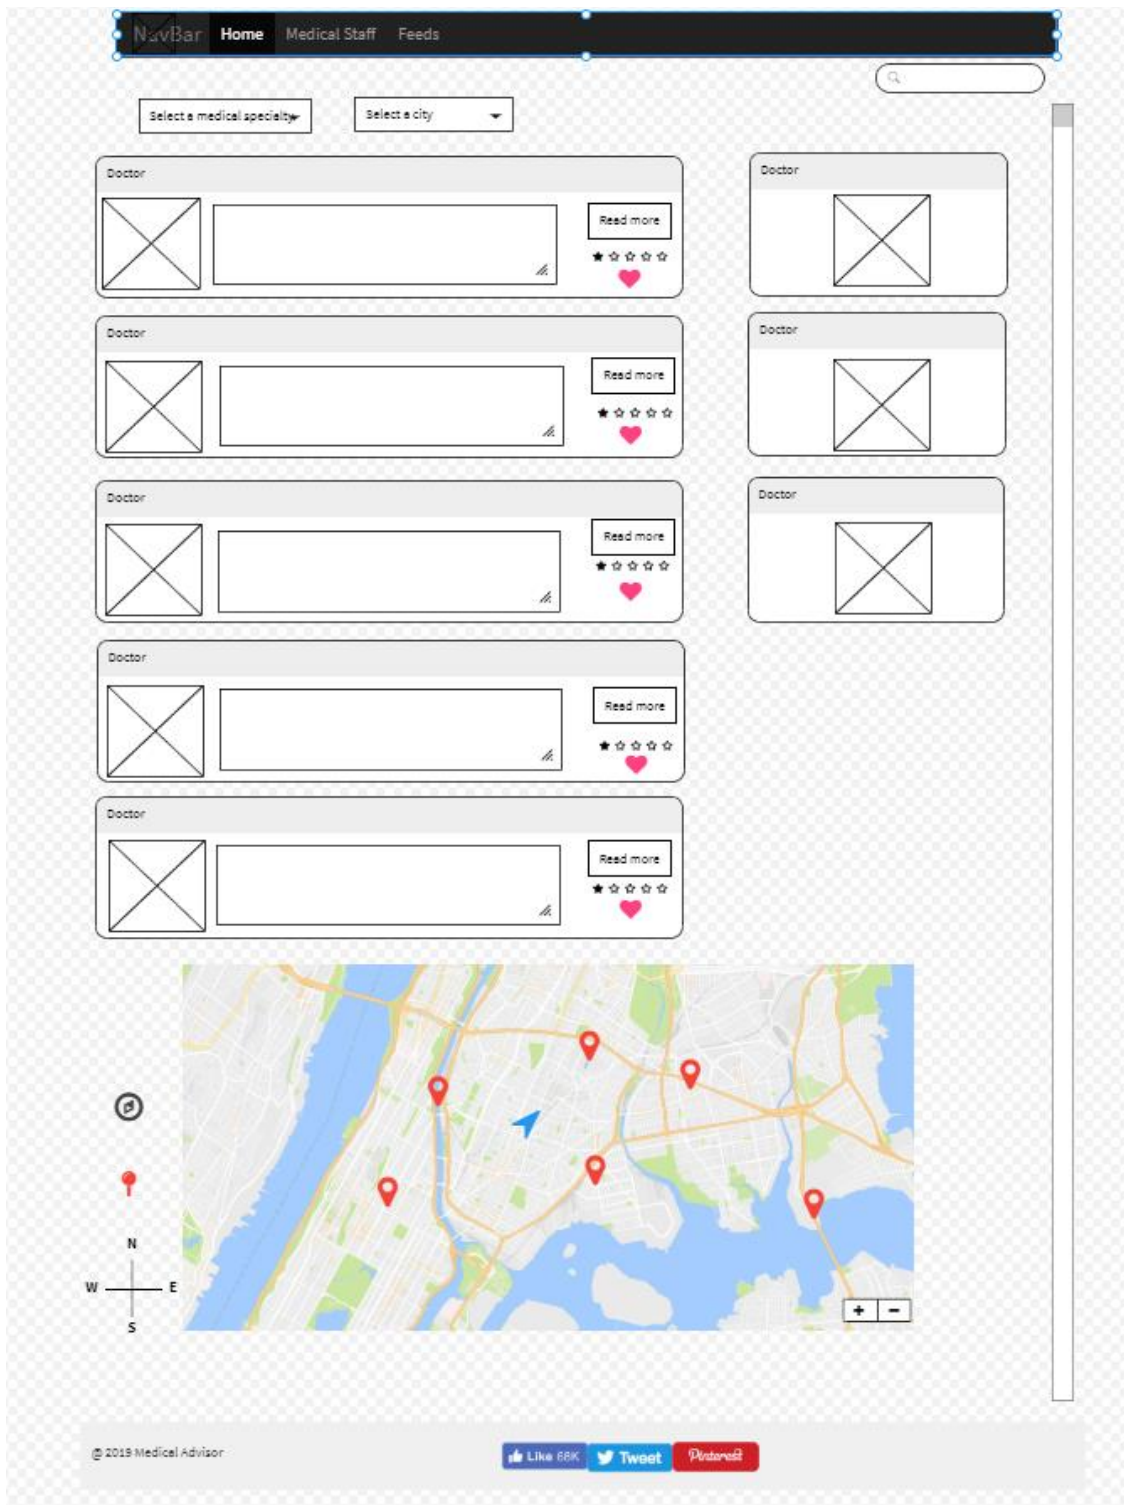 NavBar Home Medical Staff Feeds
Select a medical specialty
Select a city
Doctor
Read more
Doctor
Doctor
Read more
Doctor
Doctor
Read more
Doctor
Doctor
Read more
Doctor
Read more
N
W E
S
+ −
@ 2019 Medical Advisor
Like 68K
Tweet
Pinterest